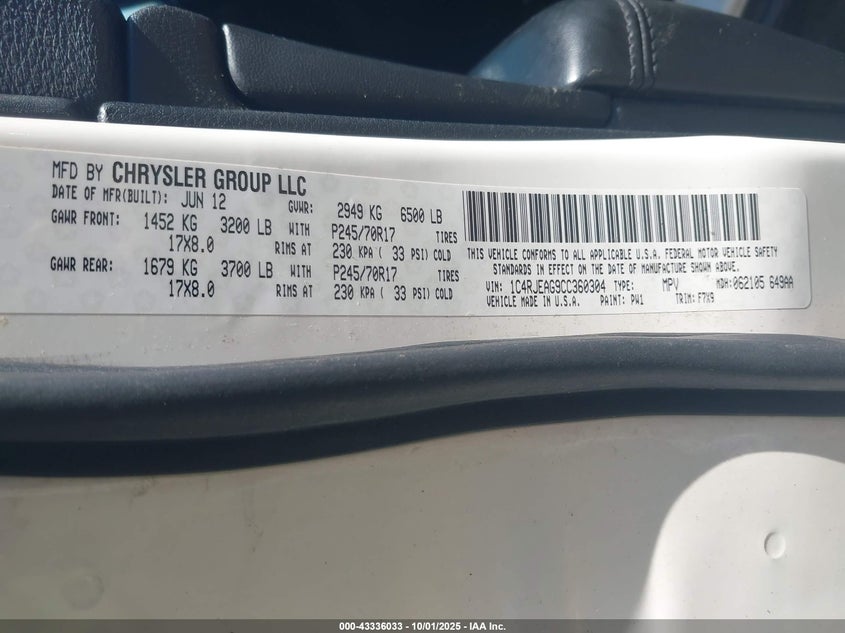 MFD BY CHRYSLER GROUP LLC
DATE OF MFR(BUILT): JUN 12 GVWR: 2949 KG 6500 LB
GAWR FRONT: 1452 KG 3200 LB WITH P245/70R17 TIRES
17X8.0 RIMS AT 230 KPA ( 33 PSI) COLD
GAWR REAR: 1679 KG 3700 LB WITH P245/70R17 TIRES
17X8.0 RIMS AT 230 KPA ( 33 PSI) COLD
THIS VEHICLE CONFORMS TO ALL APPLICABLE U.S.A. FEDERAL MOTOR VEHICLE SAFETY
STANDARDS IN EFFECT ON THE DATE OF MANUFACTURE SHOWN ABOVE.
VIN: 1C4RJEAG9CC360304 TYPE: MPV MDH: 062105 649AA
VEHICLE MADE IN U.S.A. PAINT: PW1 TRIM: F7X9
000-43336033 - 10/01/2025 - IAA Inc.